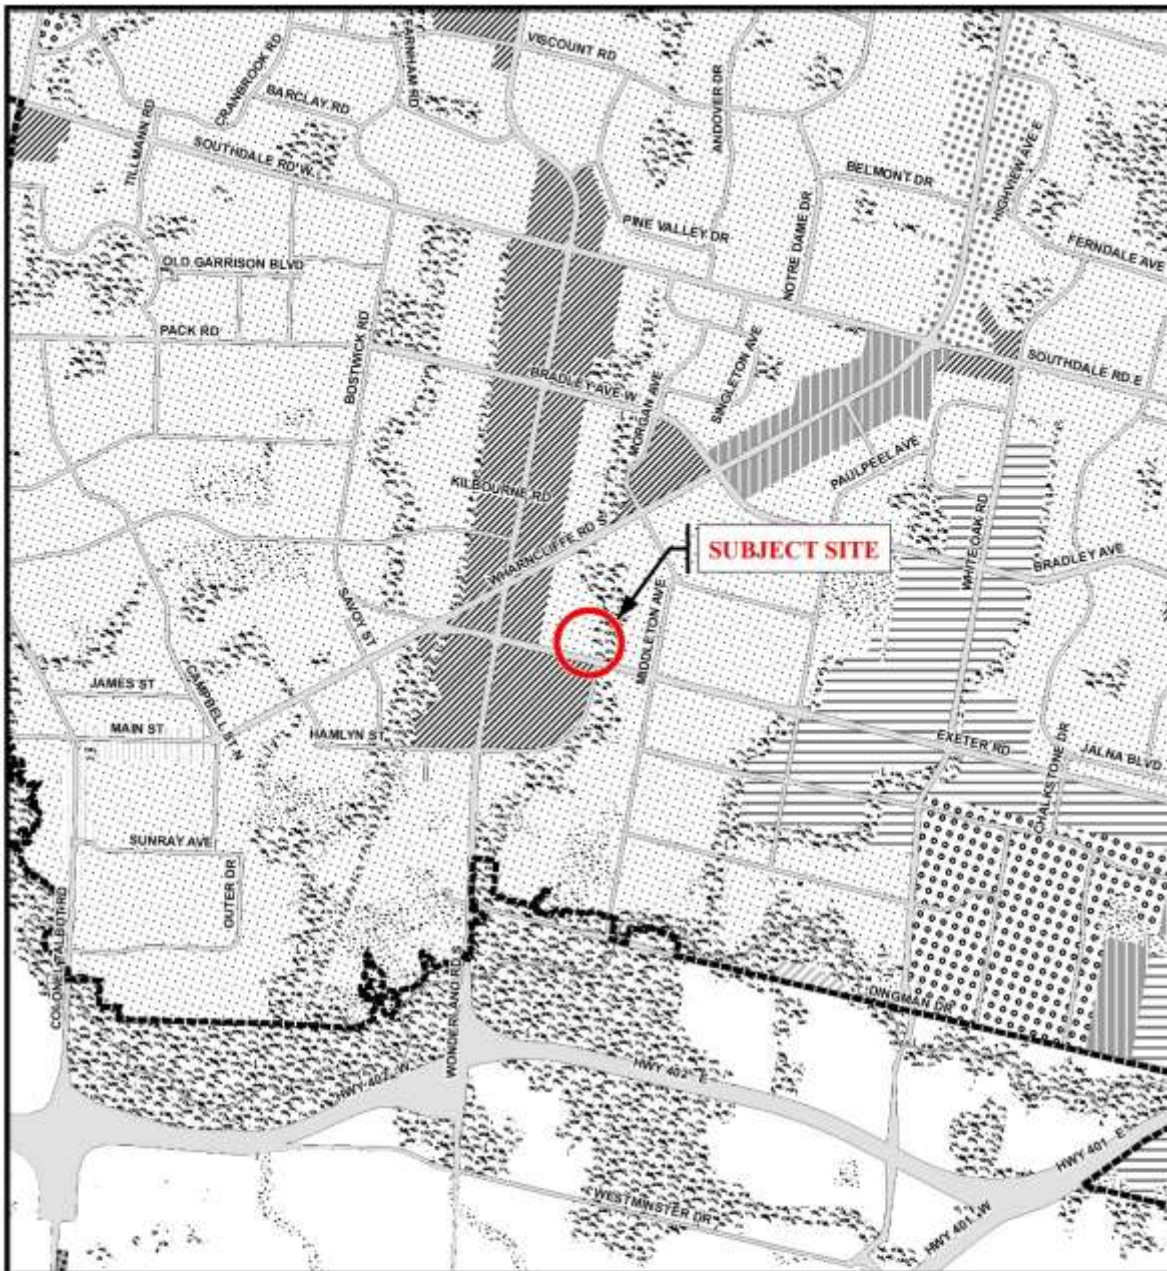 VISCOUNT RD
FARNHAM RD
CRANBROOK RD
BARCLAY RD
ANDOVER DR
TILLMANN RD
SOUTHDALE RD W
BELMONT DR
HIGHVIEW AVE E
PINE VALLEY DR
NOTRE DAME DR
FERNDALE AVE
OLD GARRISON BLVD
PACK RD
BOSTWICK RD
SINGLETON AVE
SOUTHDALE RD E
BRADLEY AVE W
MORGAN AVE
PAULPEEL AVE
KILBOURNE RD
WHARNCLIFFE RD S
SUBJECT SITE
WHITE OAK RD
BRADLEY AVE
SAVOY ST
MIDDLETON AVE
JAMES ST
CAMPBELL ST N
MAIN ST
HAMLYN ST
EXETER RD
CHALKSTONE DR
JALNA BLVD
SUNRAY AVE
OUTER DR
COLONEL TALBOT RD
WONDERLAND RD S
DINGMAN DR
HWY 402 W
HWY 402 E
HWY 401 E
WESTMINSTER DR
HWY 401 W